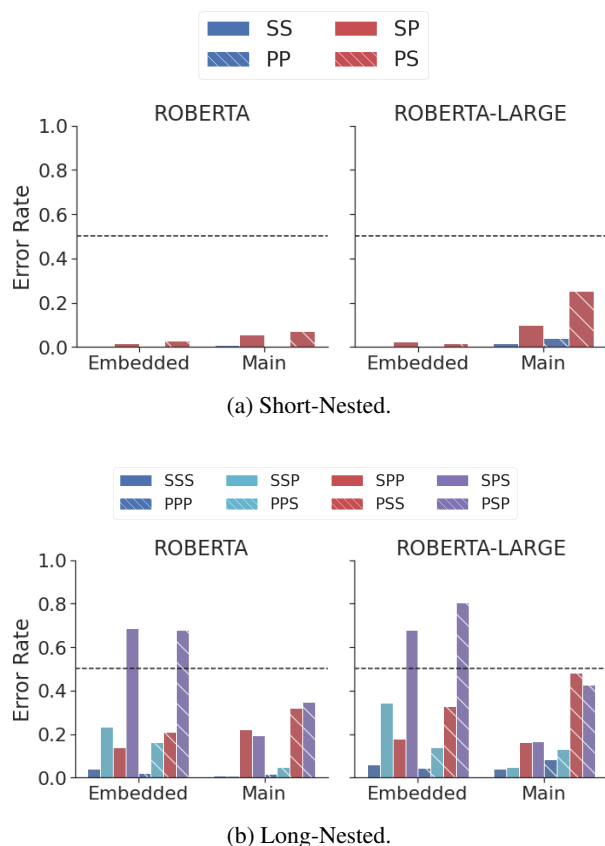 SS SP
PP PS
ROBERTA ROBERTA-LARGE
1.0
0.8
0.6
0.4
0.2
0.0
Error Rate
Embedded Main Embedded Main
(a) Short-Nested.
SSS SSP SPP SPS
PPP PPS PSS PSP
ROBERTA ROBERTA-LARGE
1.0
0.8
0.6
0.4
0.2
0.0
Error Rate
Embedded Main Embedded Main
(b) Long-Nested.